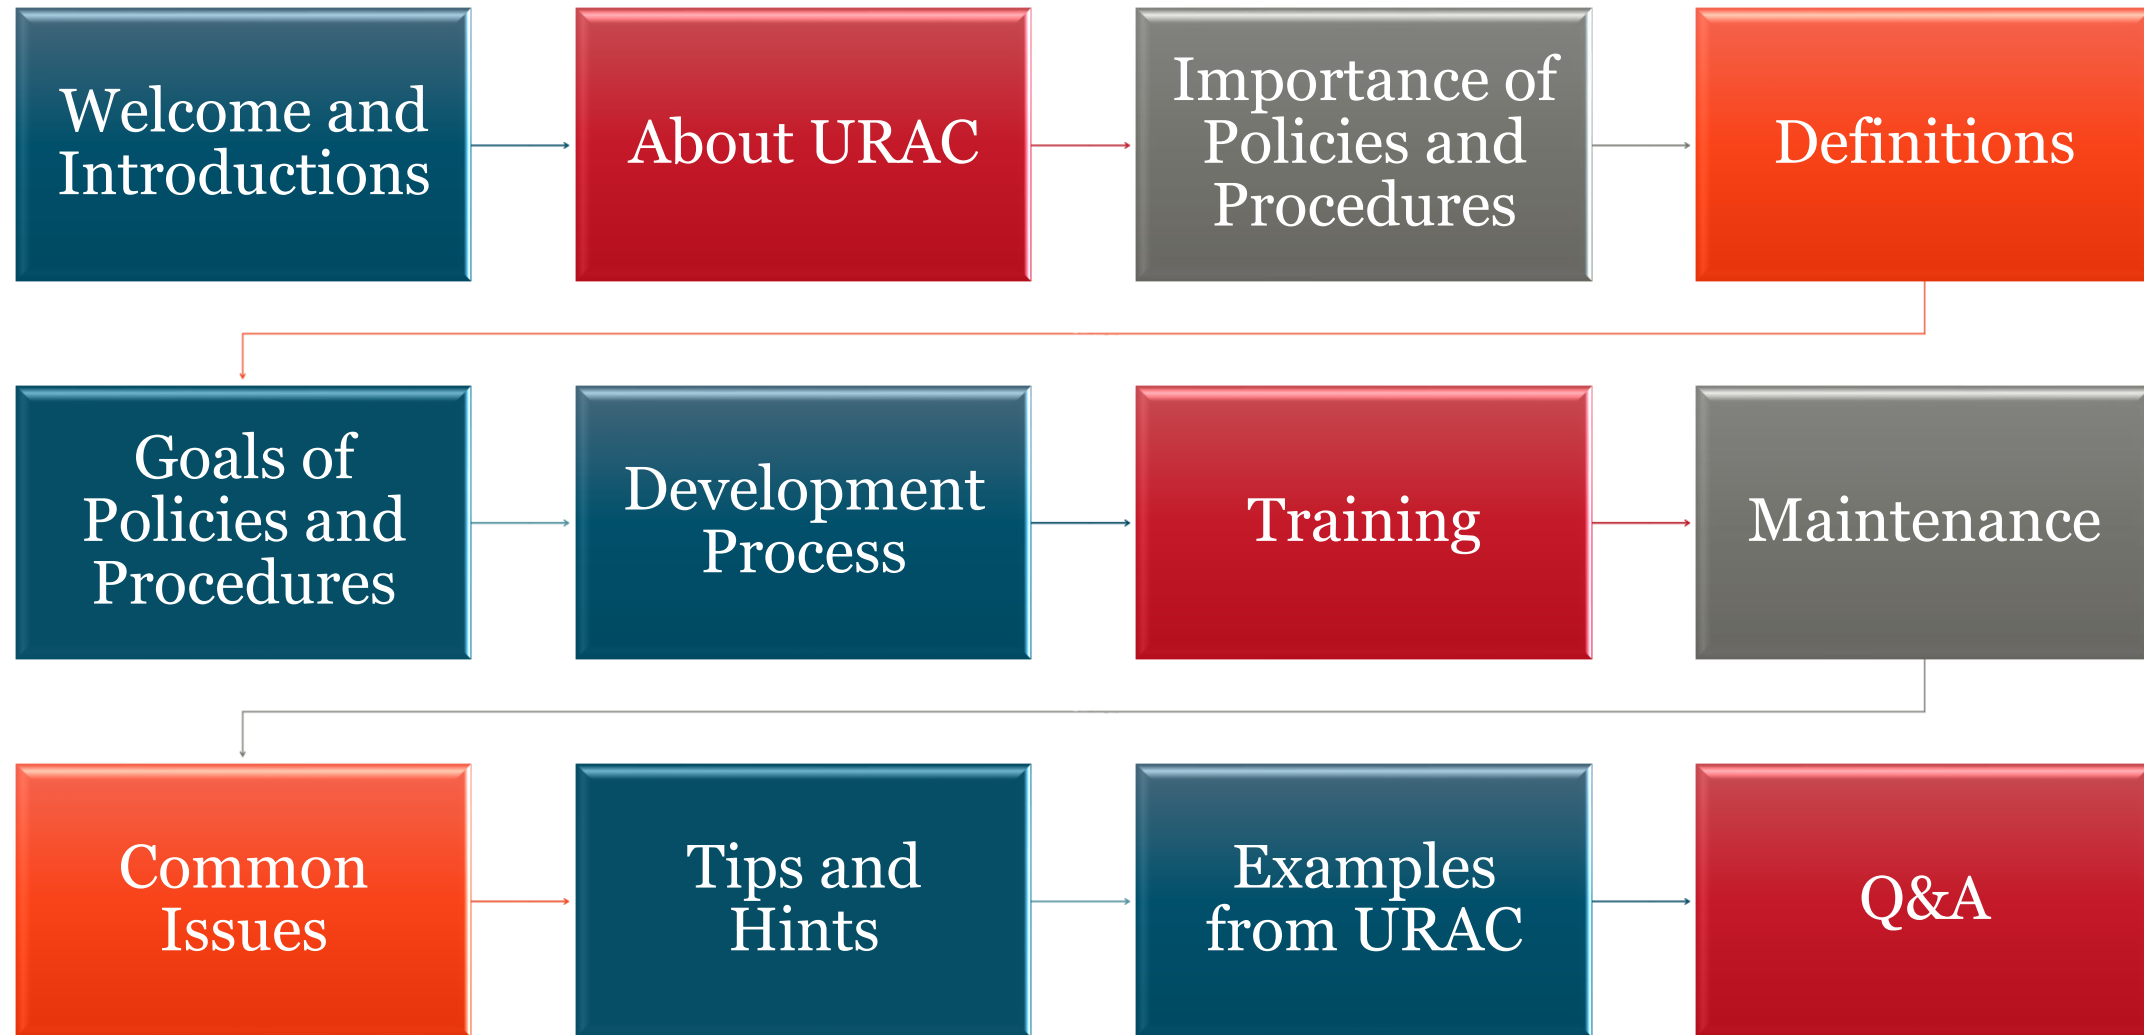 Welcome and
Introductions
About URAC
Importance of
Policies and
Procedures
Definitions
Goals of
Policies and
Procedures
Development
Process
Training
Maintenance
Common
Issues
Tips and
Hints
Examples
from URAC
Q&A